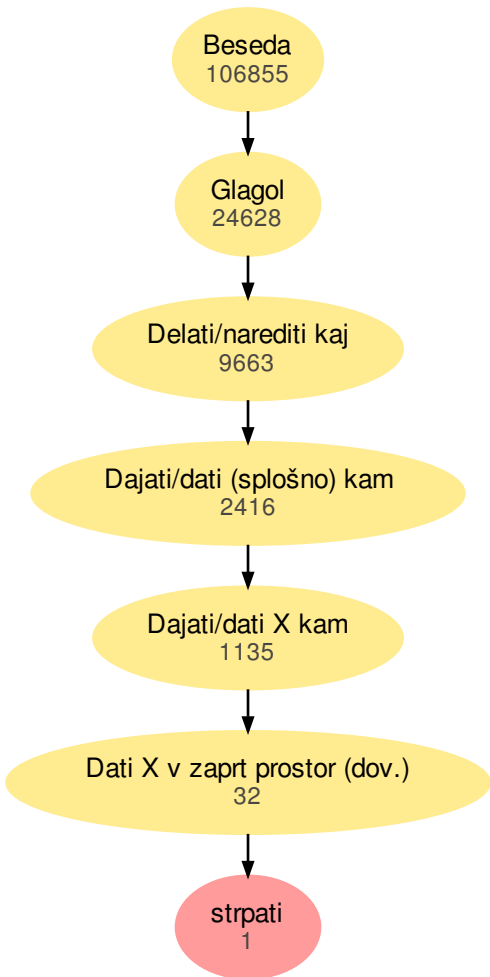 Beseda
106855
Glagol
24628
Delati/narediti kaj
9663
Dajati/dati (splošno) kam
2416
Dajati/dati X kam
1135
Dati X v zaprt prostor (dov.)
32
strpati
1